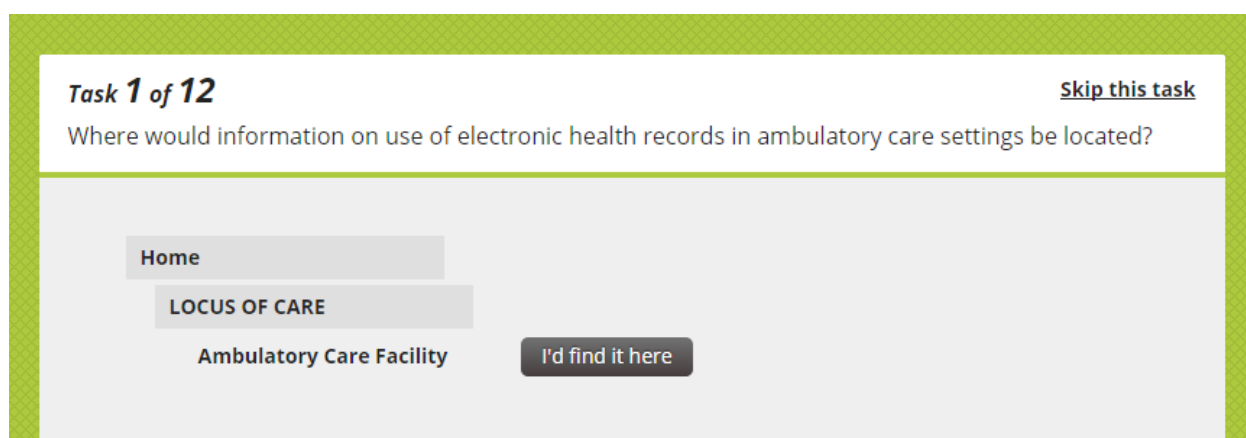 Task 1 of 12
Skip this task
Where would information on use of electronic health records in ambulatory care settings be located?
Home
LOCUS OF CARE
Ambulatory Care Facility
I'd find it here